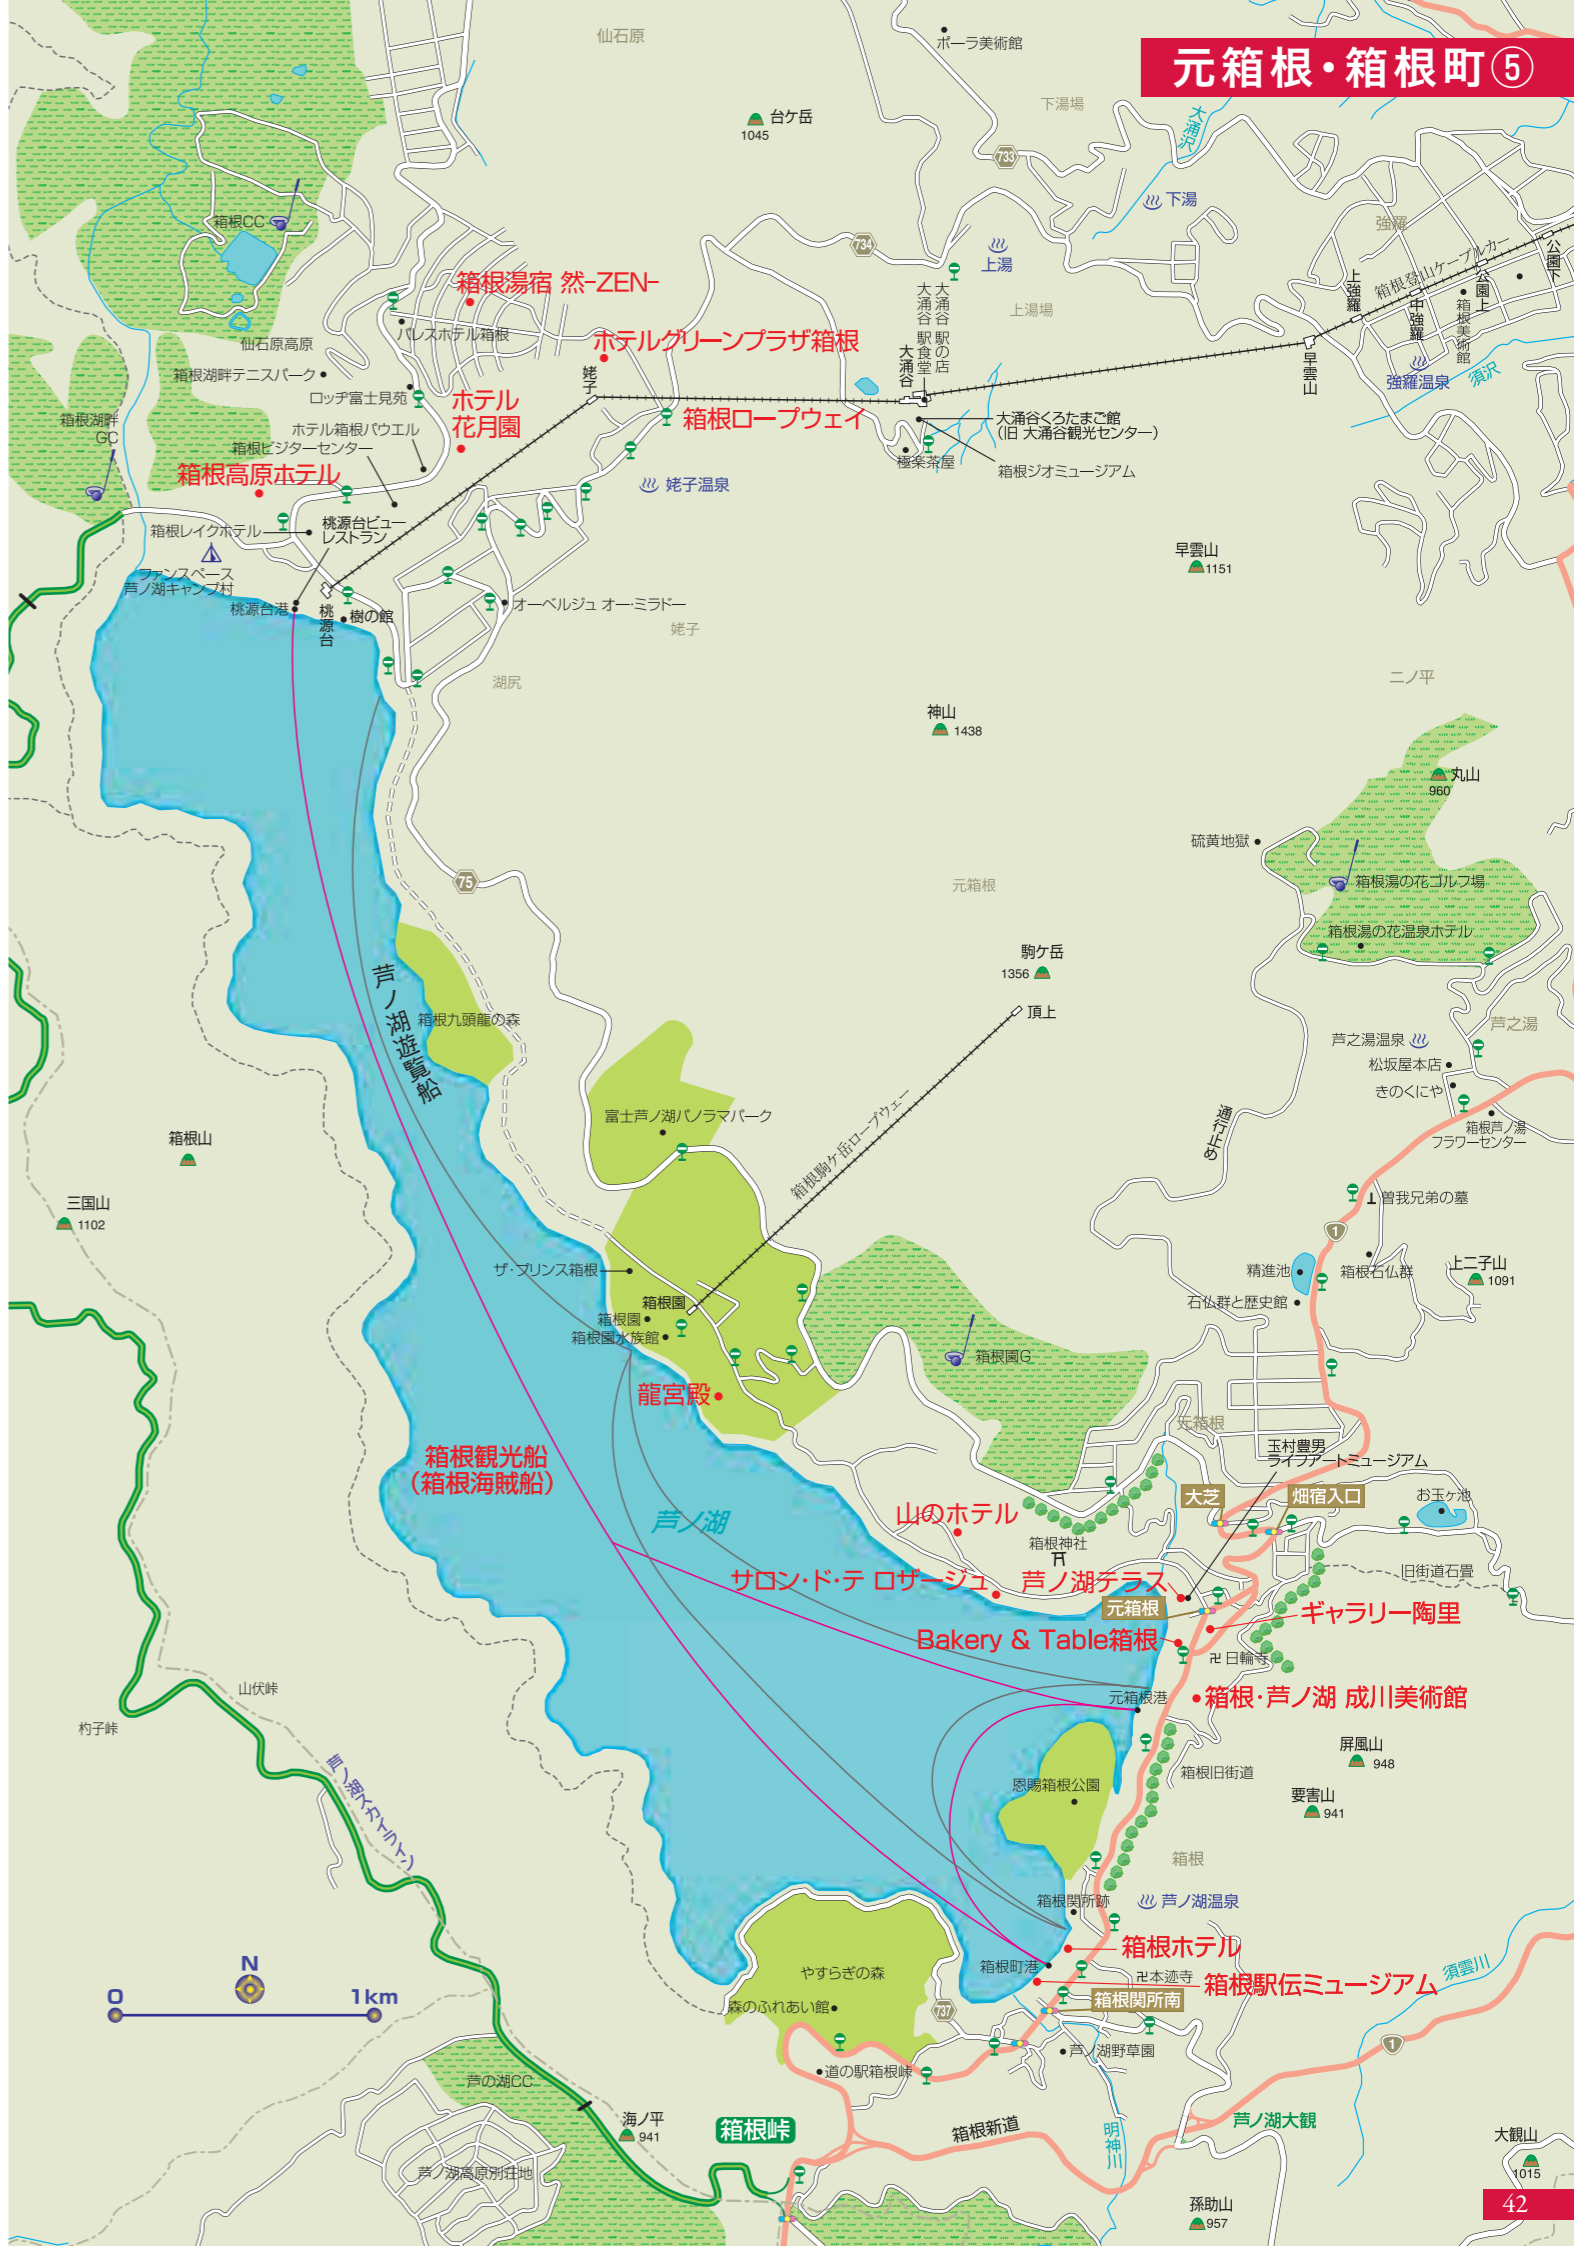 元箱根・箱根町⑤
仙石原
ポーラ美術館
下湯場
大涌沢
台ケ岳
1045
733
下湯
強羅
箱根登山ケーブルカー
公園下
公園上
中強羅
上強羅
箱根美術館
早雲山
強羅温泉
須沢
箱根CC
734
上湯
上湯場
大涌谷 駅の店
大涌谷 駅食堂
大涌谷
箱根湯宿 然-ZEN-
パレスホテル箱根
ホテルグリーンプラザ箱根
仙石原高原
箱根湖畔テニスパーク
ロッヂ富士見苑
姥子
ホテル
花月園
箱根ロープウェイ
大涌谷くろたまご館
(旧 大涌谷観光センター)
極楽茶屋
箱根ジオミュージアム
箱根湖畔
GC
ホテル箱根パウエル
箱根ビジターセンター
箱根高原ホテル
姥子温泉
箱根レイクホテル
桃源台ビュー
レストラン
ファンスペース
芦ノ湖キャンプ村
桃源台港
桃源台
樹の館
オーベルジュ オー・ミラドー
姥子
湖尻
早雲山
1151
二ノ平
神山
1438
丸山
960
硫黄地獄
箱根湯の花ゴルフ場
箱根湯の花温泉ホテル
75
元箱根
駒ケ岳
1356
頂上
芦ノ湖遊覧船
箱根九頭龍の森
芦之湯
芦之湯温泉
松坂屋本店
きのくにや
箱根芦ノ湯
フラワーセンター
富士芦ノ湖パノラマパーク
箱根駒ケ岳ロープウェー
通行止め
箱根山
三国山
1102
曽我兄弟の墓
1
精進池
箱根石仏群
上二子山
1091
石仏群と歴史館
ザ・プリンス箱根
箱根園
箱根園
箱根園水族館
箱根園G
龍宮殿
元箱根
玉村豊男
ライフアートミュージアム
箱根観光船
(箱根海賊船)
大芝
畑宿入口
お玉ヶ池
芦ノ湖
山のホテル
箱根神社
旧街道石畳
サロン・ド・テ ロザージュ
芦ノ湖テラス
元箱根
ギャラリー陶里
Bakery & Table箱根
日輪寺
元箱根港
箱根・芦ノ湖 成川美術館
山伏峠
杓子峠
芦ノ湖スカイライン
屏風山
948
箱根旧街道
恩賜箱根公園
要害山
941
箱根
箱根関所跡
芦ノ湖温泉
箱根ホテル
箱根町港
本迹寺
箱根駅伝ミュージアム
須雲川
N
0
1km
やすらぎの森
箱根関所南
森のふれあい館
737
芦ノ湖野草園
1
道の駅箱根峠
芦の湖CC
海ノ平
941
箱根峠
箱根新道
明神川
芦ノ湖大観
大観山
1015
芦ノ湖高原別荘地
孫助山
957
42